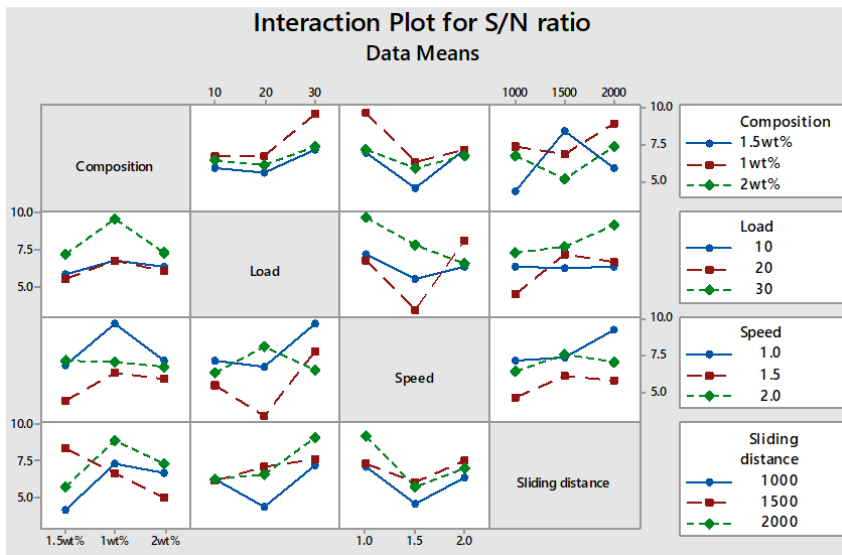 Interaction Plot for S/N ratio
Data Means
10 20 30 1000 1500 2000
10.0
7.5
5.0
Composition
Composition
1.5wt%
1wt%
2wt%
10.0
7.5
5.0
Load
Load
10
20
30
Speed
10.0
7.5
5.0
Speed
1.0
1.5
2.0
10.0
7.5
5.0
Sliding distance
Sliding
distance
1000
1500
2000
1.5wt% 1wt% 2wt% 1.0 1.5 2.0